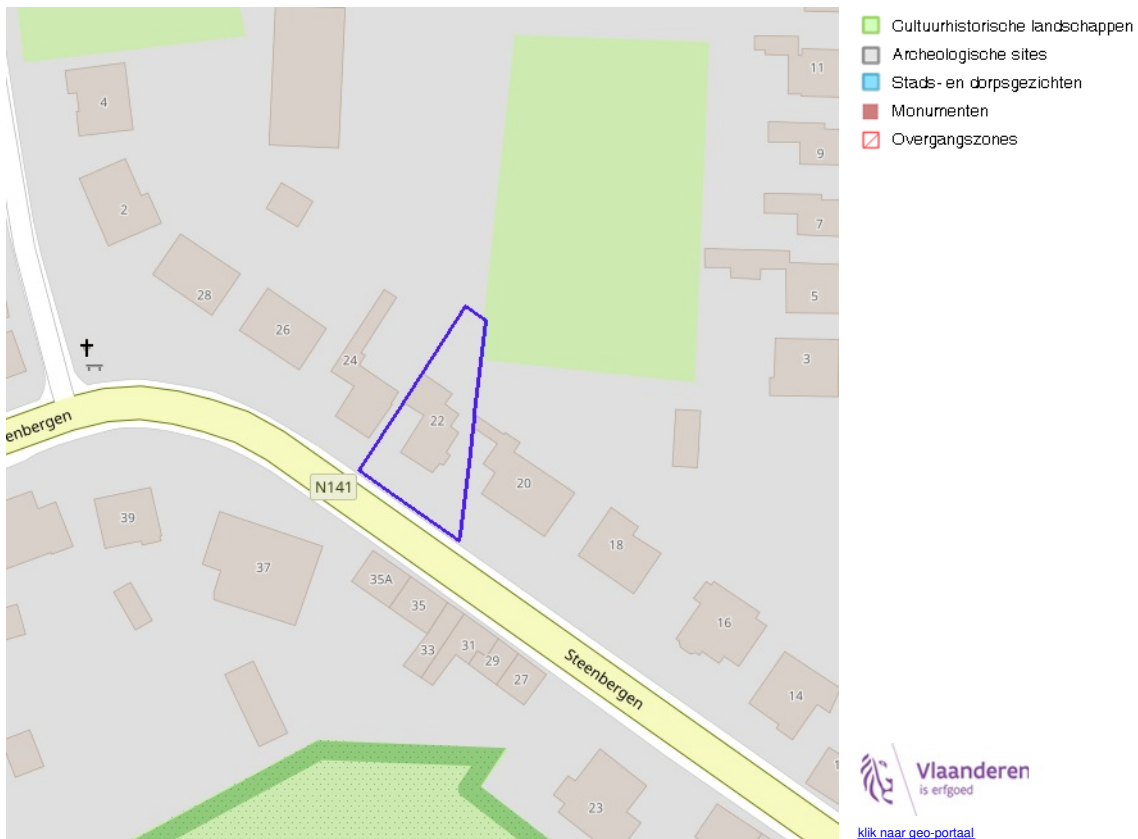 Cultuurhistorische landschappen
Archeologische sites
Stads- en dorpsgezichten
Monumenten
Overgangszones
11
4
9
2
7
28
5
26
3
24
22
enbergen
N141
20
39
18
37
35A
35
16
33
31
29
27
Steenbergen
14
23
Vlaanderen
is erfgoed
klik naar geo-portaal